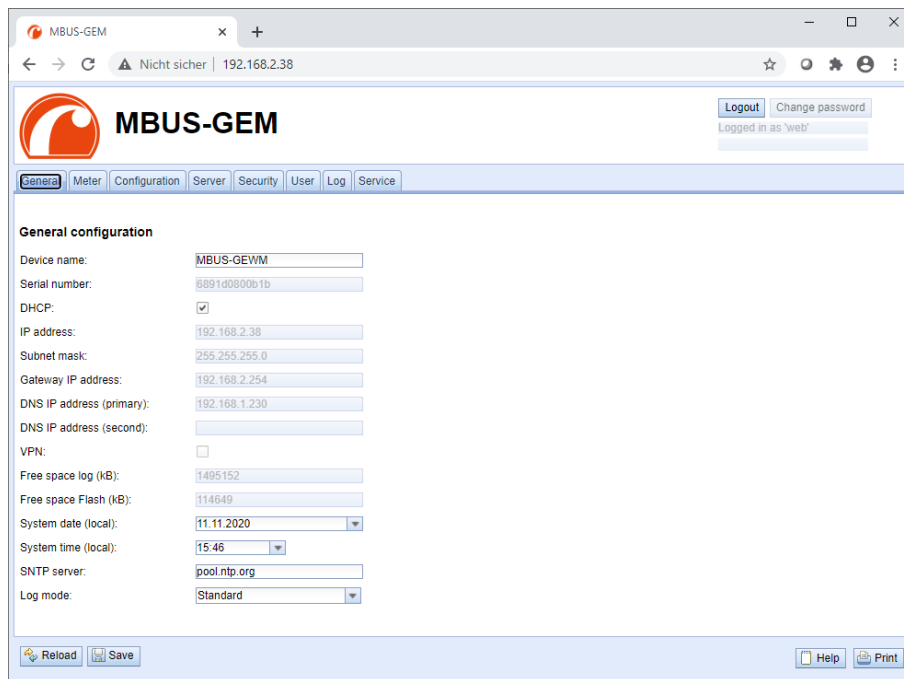 MBUS-GEM
Nicht sicher | 192.168.2.38
MBUS-GEM
Logout Change password
Logged in as 'web'
General Meter Configuration Server Security User Log Service
General configuration
Device name: MBUS-GEWM
Serial number: 6891d0800b1b
DHCP:
IP address: 192.168.2.38
Subnet mask: 255.255.255.0
Gateway IP address: 192.168.2.254
DNS IP address (primary): 192.168.1.230
DNS IP address (second):
VPN:
Free space log (kB): 1495152
Free space Flash (kB): 114649
System date (local): 11.11.2020
System time (local): 15:46
SNTP server: pool.ntp.org
Log mode: Standard
Reload Save Help Print